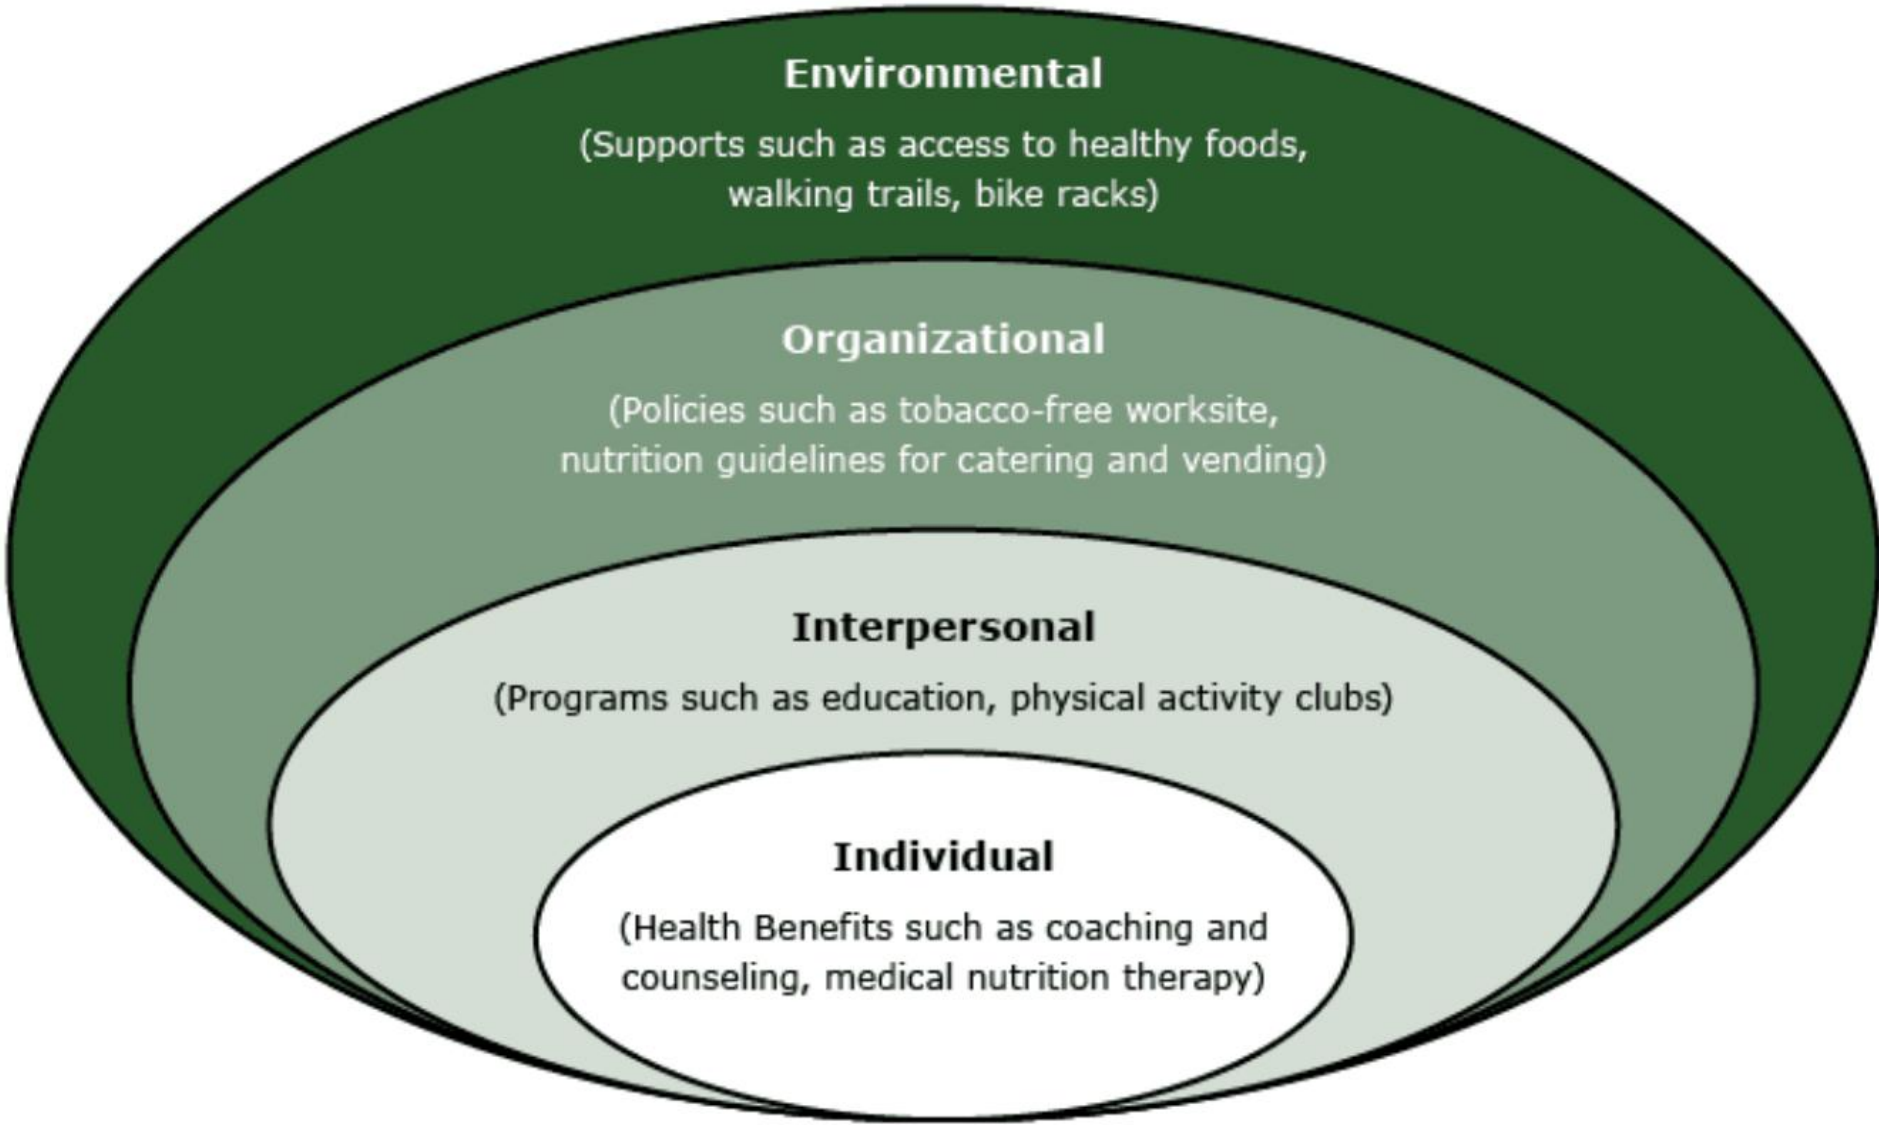 Environmental
(Supports such as access to healthy foods,
walking trails, bike racks)
Organizational
(Policies such as tobacco-free worksite,
nutrition guidelines for catering and vending)
Interpersonal
(Programs such as education, physical activity clubs)
Individual
(Health Benefits such as coaching and
counseling, medical nutrition therapy)